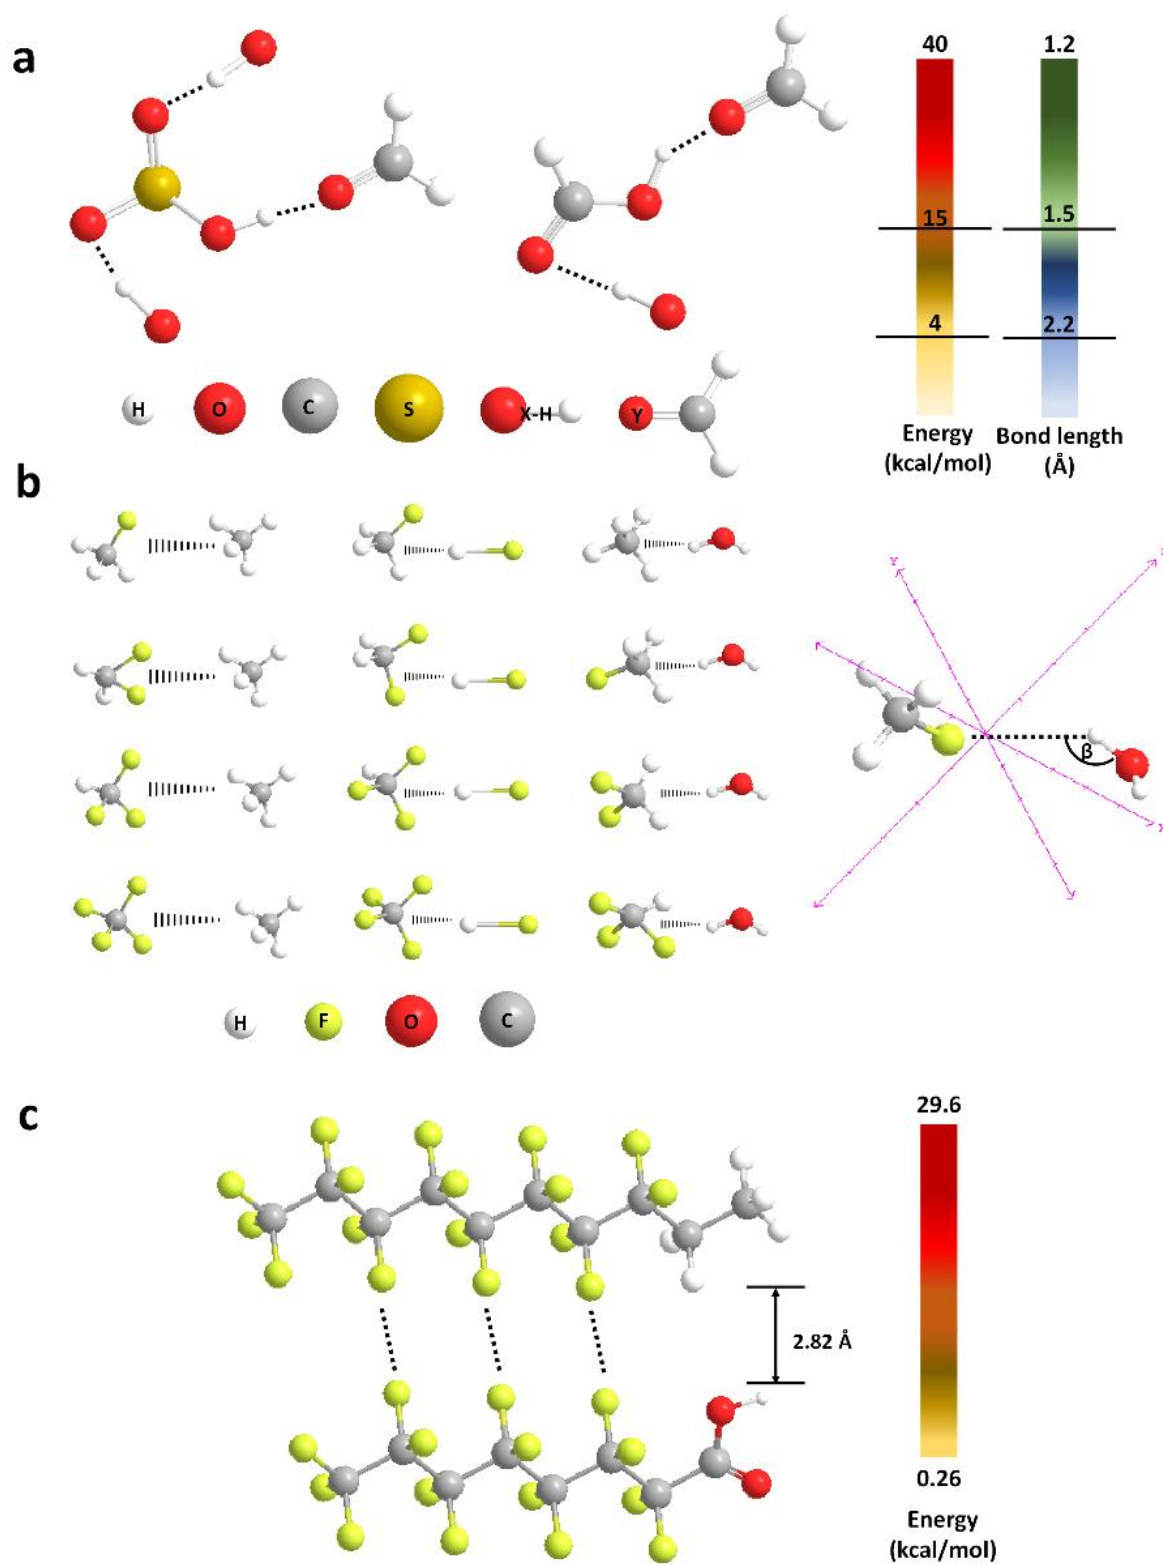 a
40
1.2
15
1.5
4
2.2
H
O
C
S
X-H
Y
Energy
(kcal/mol)
Bond length
(Å)
b
Y
β
H
F
O
C
c
29.6
2.82 Å
0.26
Energy
(kcal/mol)